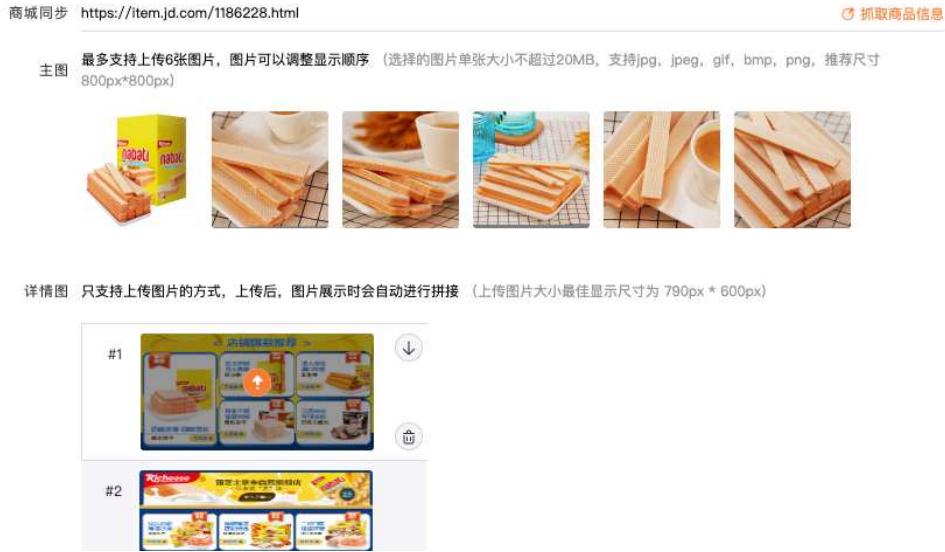 商城同步 https://item.jd.com/1186228.html 抓取商品信息
主图 最多支持上传6张图片，图片可以调整显示顺序 （选择的图片单张大小不超过20MB，支持jpg，jpeg，gif，bmp，png，推荐尺寸
800px*800px）
nabati nabati
详情图 只支持上传图片的方式，上传后，图片展示时会自动进行拼接 （上传图片大小最佳显示尺寸为 790px * 600px）
#1
店铺爆款推荐 >
#2
Richeese